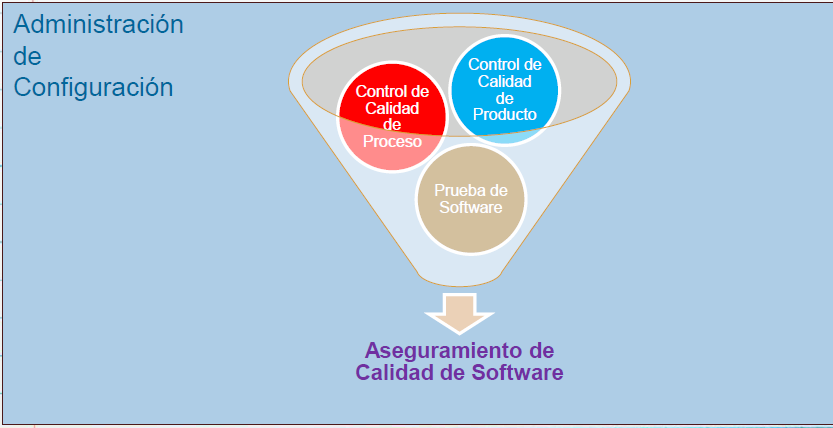 Administración
de
Configuración
Control de
Calidad
de
Producto
Control de
Calidad
de
Proceso
Prueba de
Software
Aseguramiento de
Calidad de Software